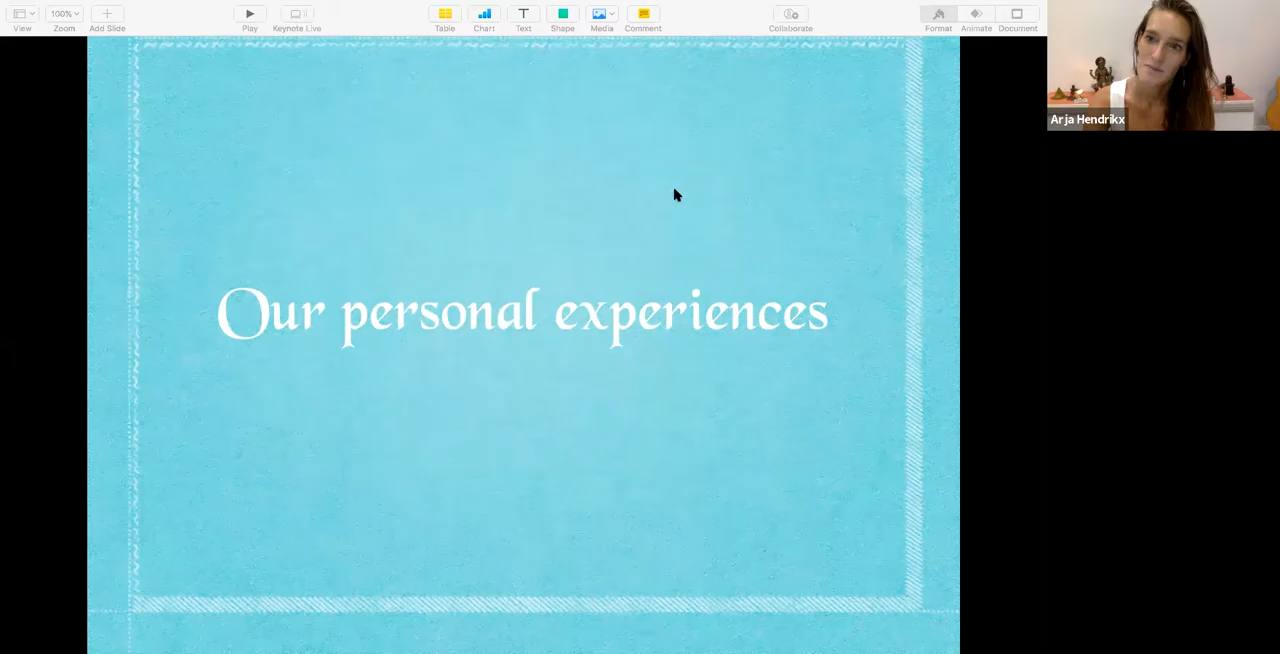 100%
View
Zoom
Add Slide
Play
Keynote Live
Table
Chart
Text
Shape
Media
Comment
Collaborate
Format
Animate
Document
Arja Hendrikx
Our personal experiences